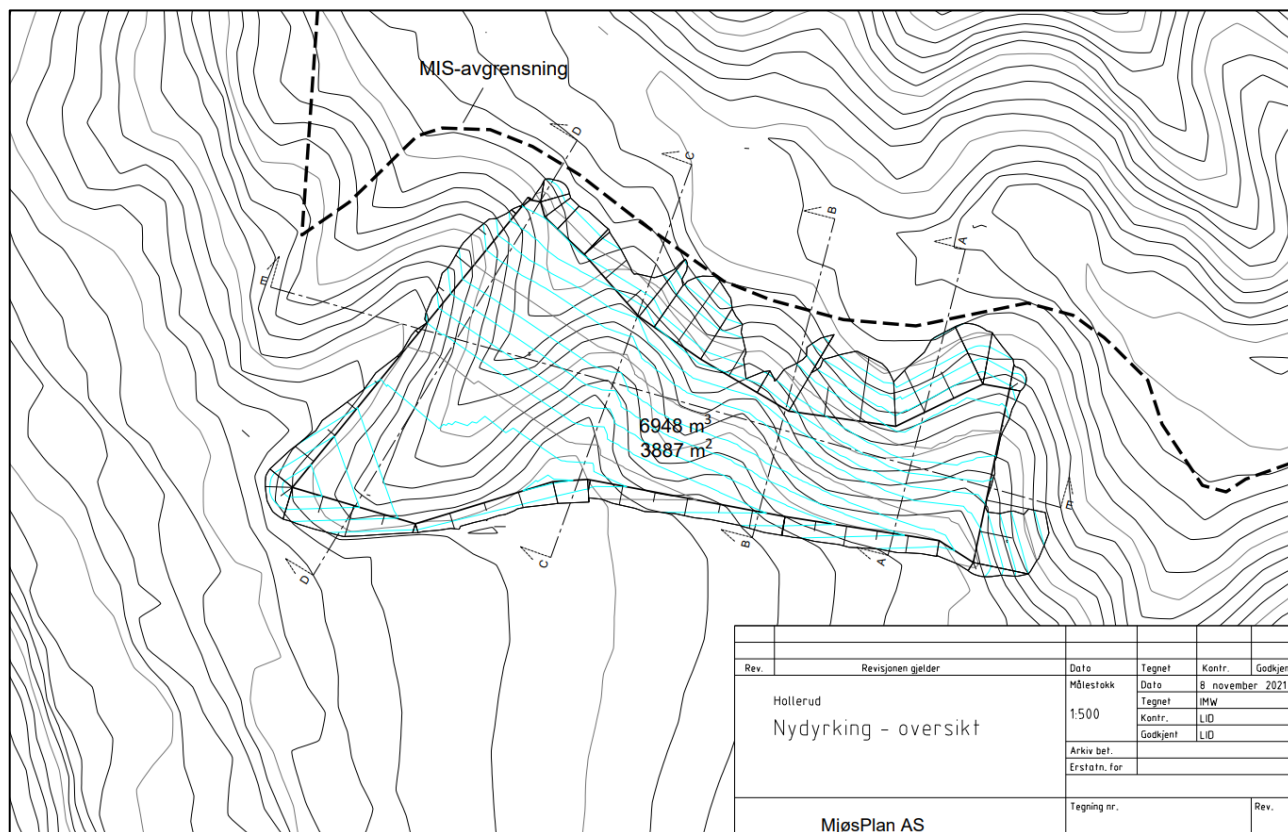 MIS-avgrensning
D
C
B
A
E
6948 m³
3887 m²
E
B
A
C
D
Rev. Revisjonen gjelder Dato Tegnet Kontr. Godkjen
Hollerud
Nydyrking - oversikt
Målestokk
1:500
Dato 8 november 2021
Tegnet IMW
Kontr. LID
Godkjent LID
Arkiv bet.
Erstatn. for
MjøsPlan AS
Tegning nr. Rev.